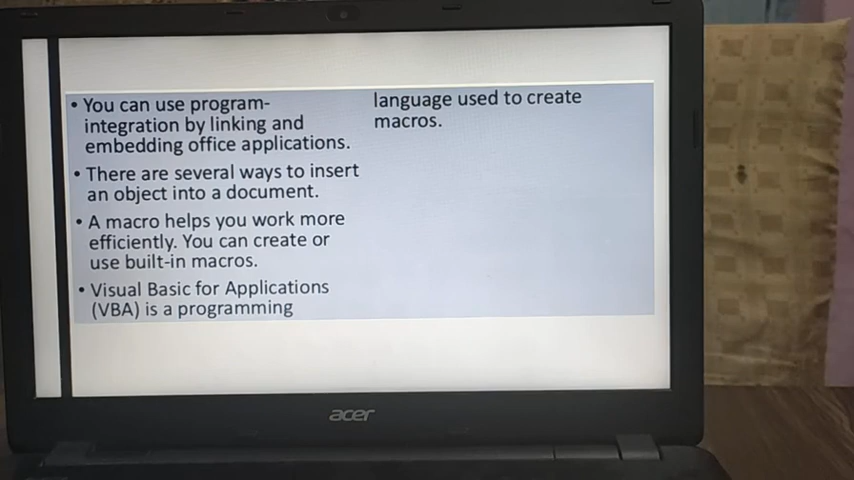 • You can use program-
integration by linking and
embedding office applications.
• There are several ways to insert
an object into a document.
• A macro helps you work more
efficiently. You can create or
use built-in macros.
• Visual Basic for Applications
(VBA) is a programming
language used to create
macros.
acer